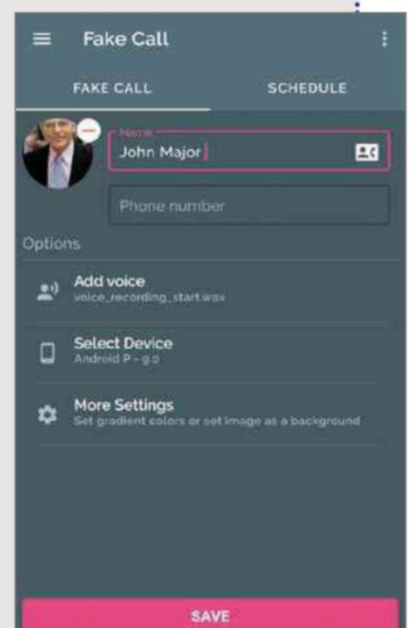 Fake Call
FAKE CALL
SCHEDULE
Name
John Major
Phone number
Options
Add voice
voice_recording_start.wav
Select Device
Android P - 9.0
More Settings
Set gradient colors or set image as a background
SAVE